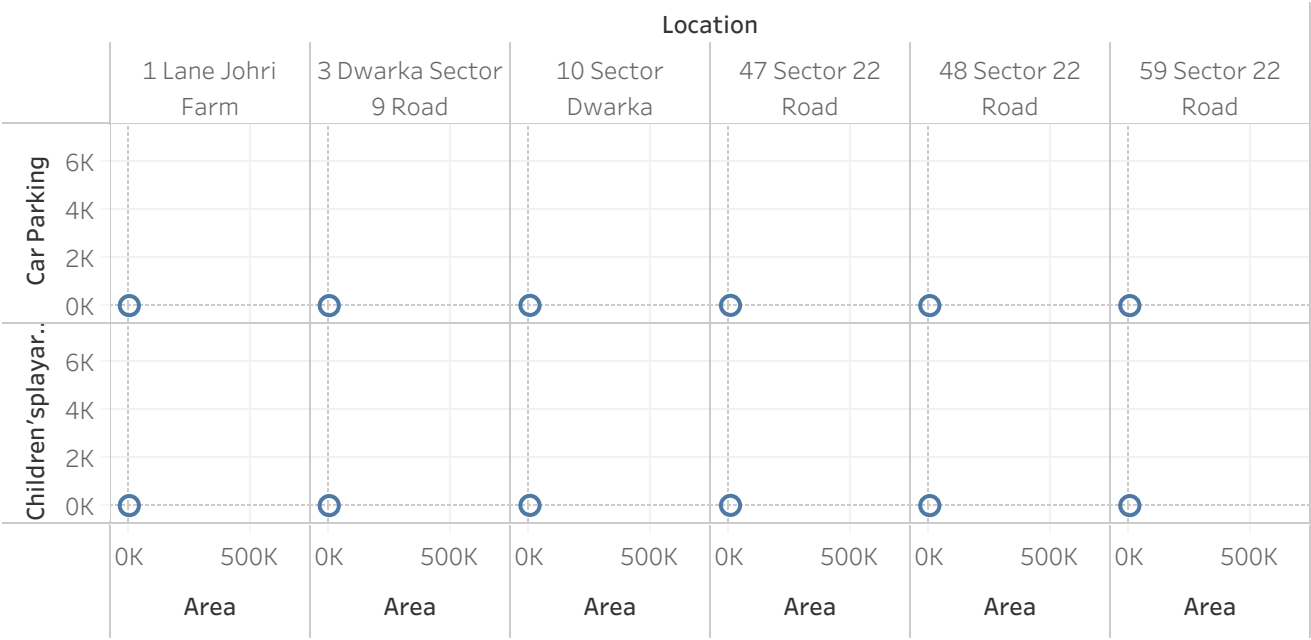 Location
1 Lane Johri Farm
3 Dwarka Sector 9 Road
10 Sector Dwarka
47 Sector 22 Road
48 Sector 22 Road
59 Sector 22 Road
Car Parking
6K
4K
2K
0K
Children'splayar..
6K
4K
2K
0K
0K 500K 0K 500K 0K 500K 0K 500K 0K 500K 0K 500K
Area Area Area Area Area Area